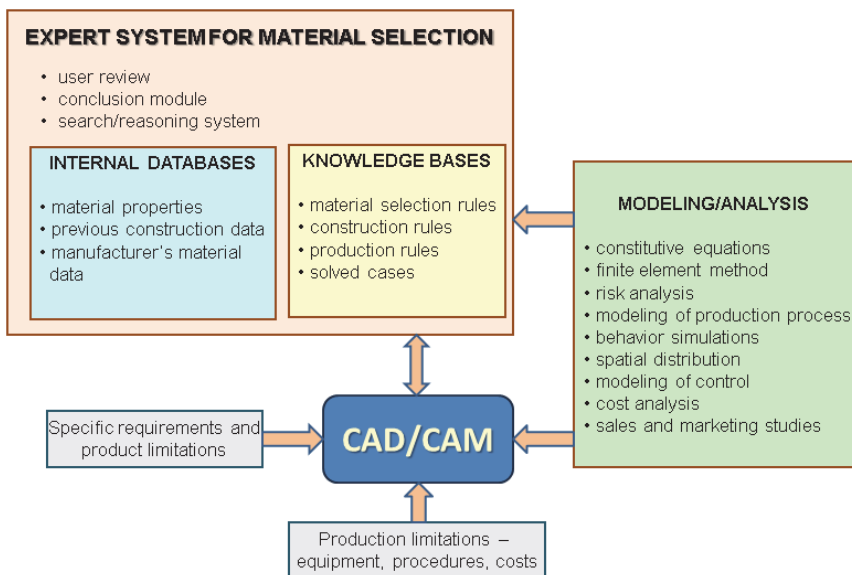 EXPERT SYSTEM FOR MATERIAL SELECTION
• user review
• conclusion module
• search/reasoning system
INTERNAL DATABASES
• material properties
• previous construction data
• manufacturer's material
data
KNOWLEDGE BASES
• material selection rules
• construction rules
• production rules
• solved cases
MODELING/ANALYSIS
• constitutive equations
• finite element method
• risk analysis
• modeling of production process
• behavior simulations
• spatial distribution
• modeling of control
• cost analysis
• sales and marketing studies
Specific requirements and
product limitations
CAD/CAM
Production limitations –
equipment, procedures, costs